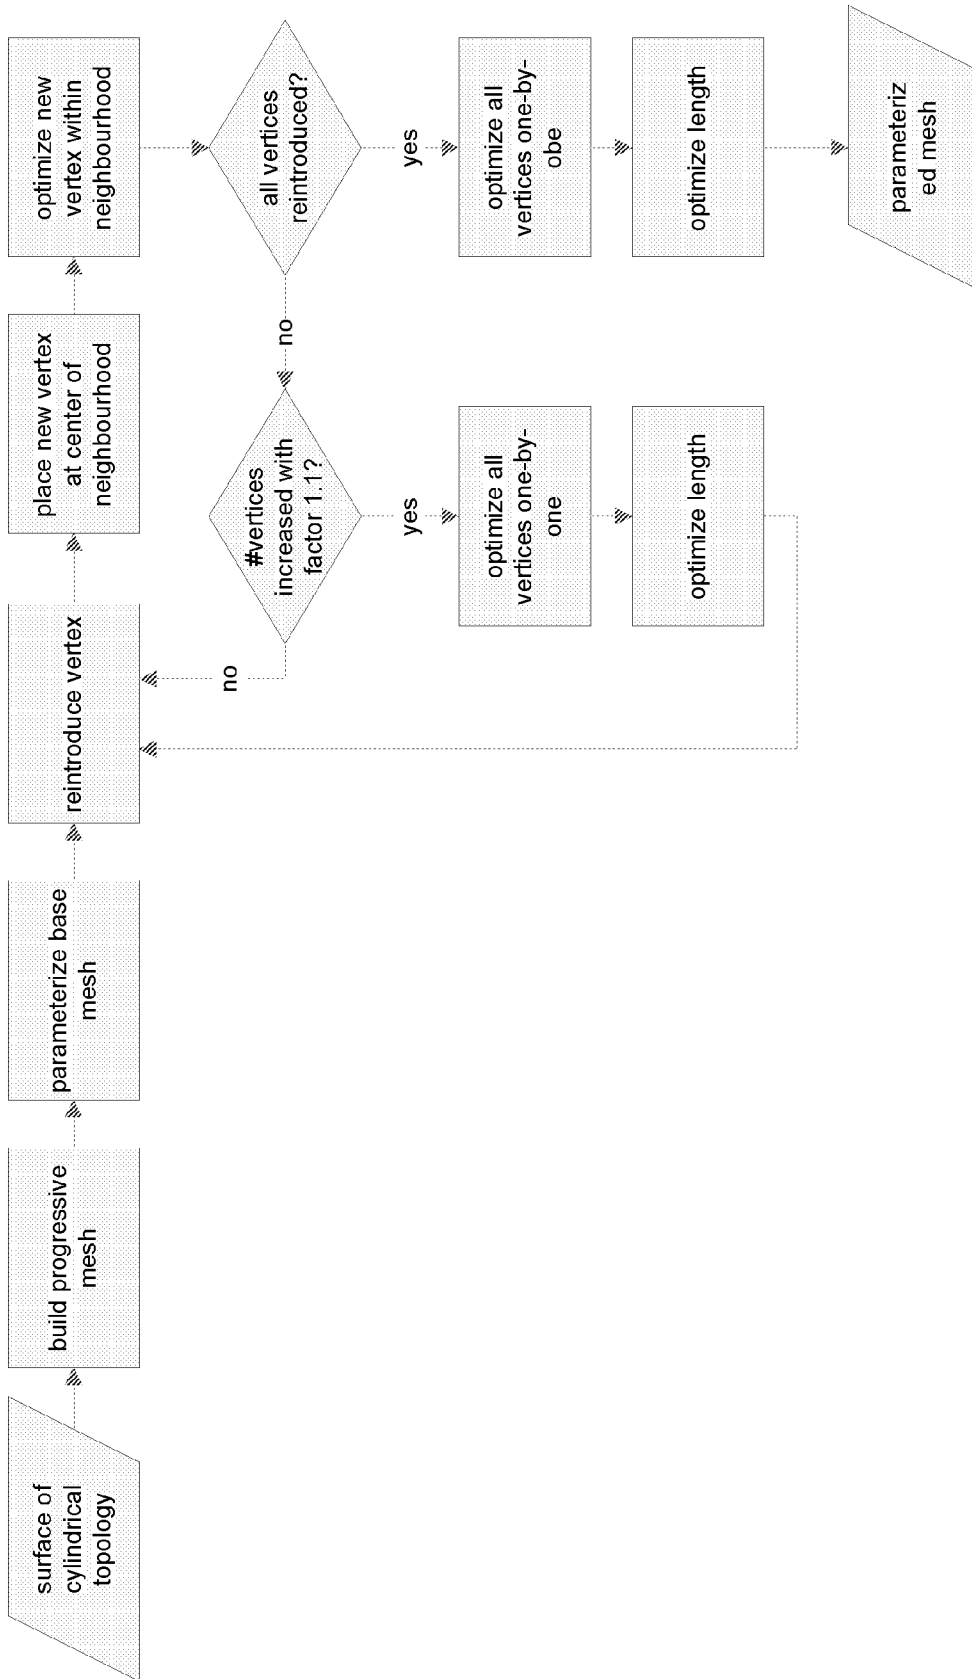 surface of
cylindrical
topology
build progressive
mesh
parameterize base
mesh
reintroduce vertex
place new vertex
at center of
neighbourhood
optimize new
vertex within
neighbourhood
all vertices
reintroduced?
no
yes
#vertices
increased with
factor 1.1?
no
yes
optimize all
vertices one-by-
one
optimize length
optimize all
vertices one-by-
obe
optimize length
parameteriz
ed mesh